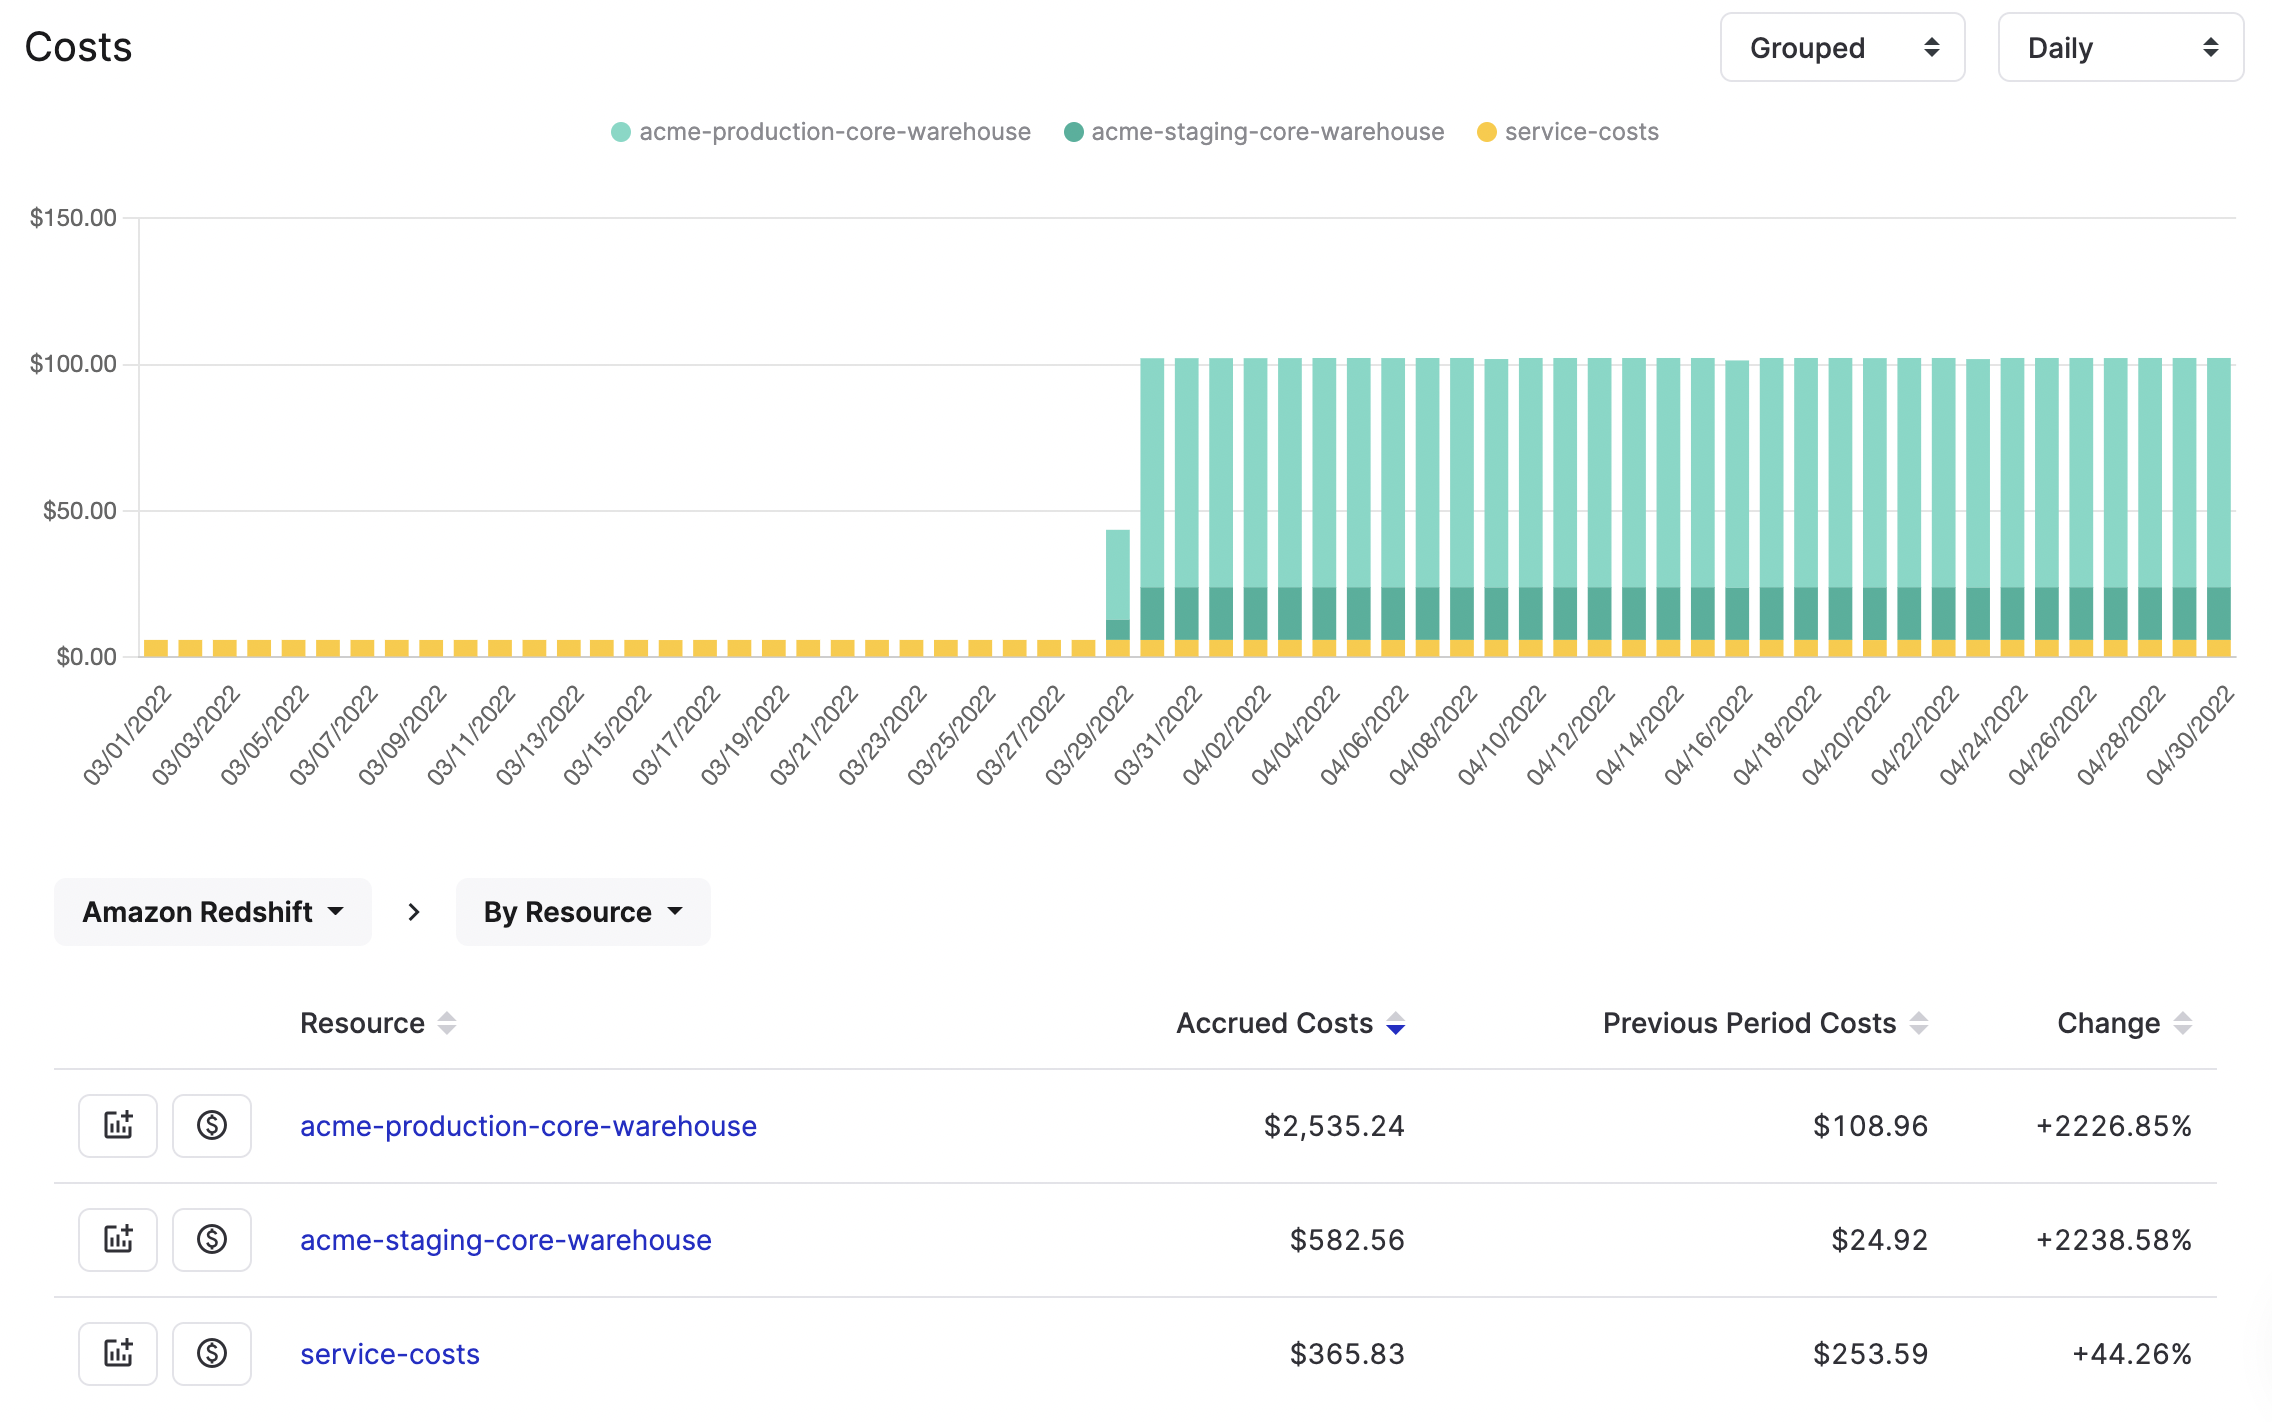 Costs
Grouped
Daily
acme-production-core-warehouse acme-staging-core-warehouse service-costs
$150.00
$100.00
$50.00
$0.00
03/01/2022 03/03/2022 03/05/2022 03/07/2022 03/09/2022 03/11/2022 03/13/2022 03/15/2022 03/17/2022 03/19/2022 03/21/2022 03/23/2022 03/25/2022 03/27/2022 03/29/2022 03/31/2022 04/02/2022 04/04/2022 04/06/2022 04/08/2022 04/10/2022 04/12/2022 04/14/2022 04/16/2022 04/18/2022 04/20/2022 04/22/2022 04/24/2022 04/26/2022 04/28/2022 04/30/2022
Amazon Redshift > By Resource
Resource Accrued Costs Previous Period Costs Change
acme-production-core-warehouse $2,535.24 $108.96 +2226.85%
acme-staging-core-warehouse $582.56 $24.92 +2238.58%
service-costs $365.83 $253.59 +44.26%